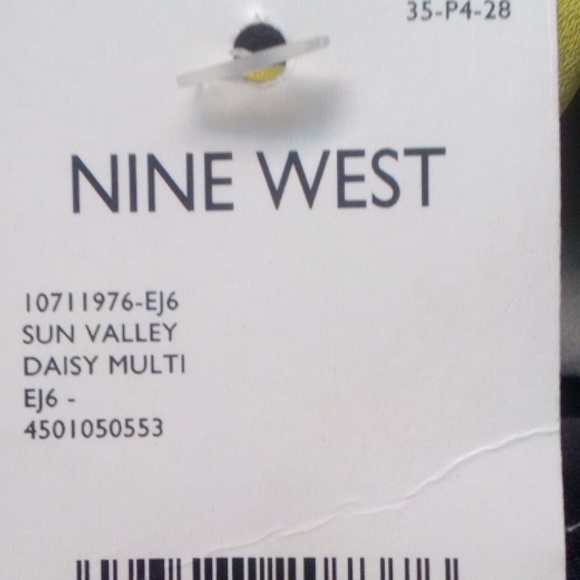 35-P4-28
NINE WEST
10711976-EJ6
SUN VALLEY
DAISY MULTI
EJ6 -
4501050553